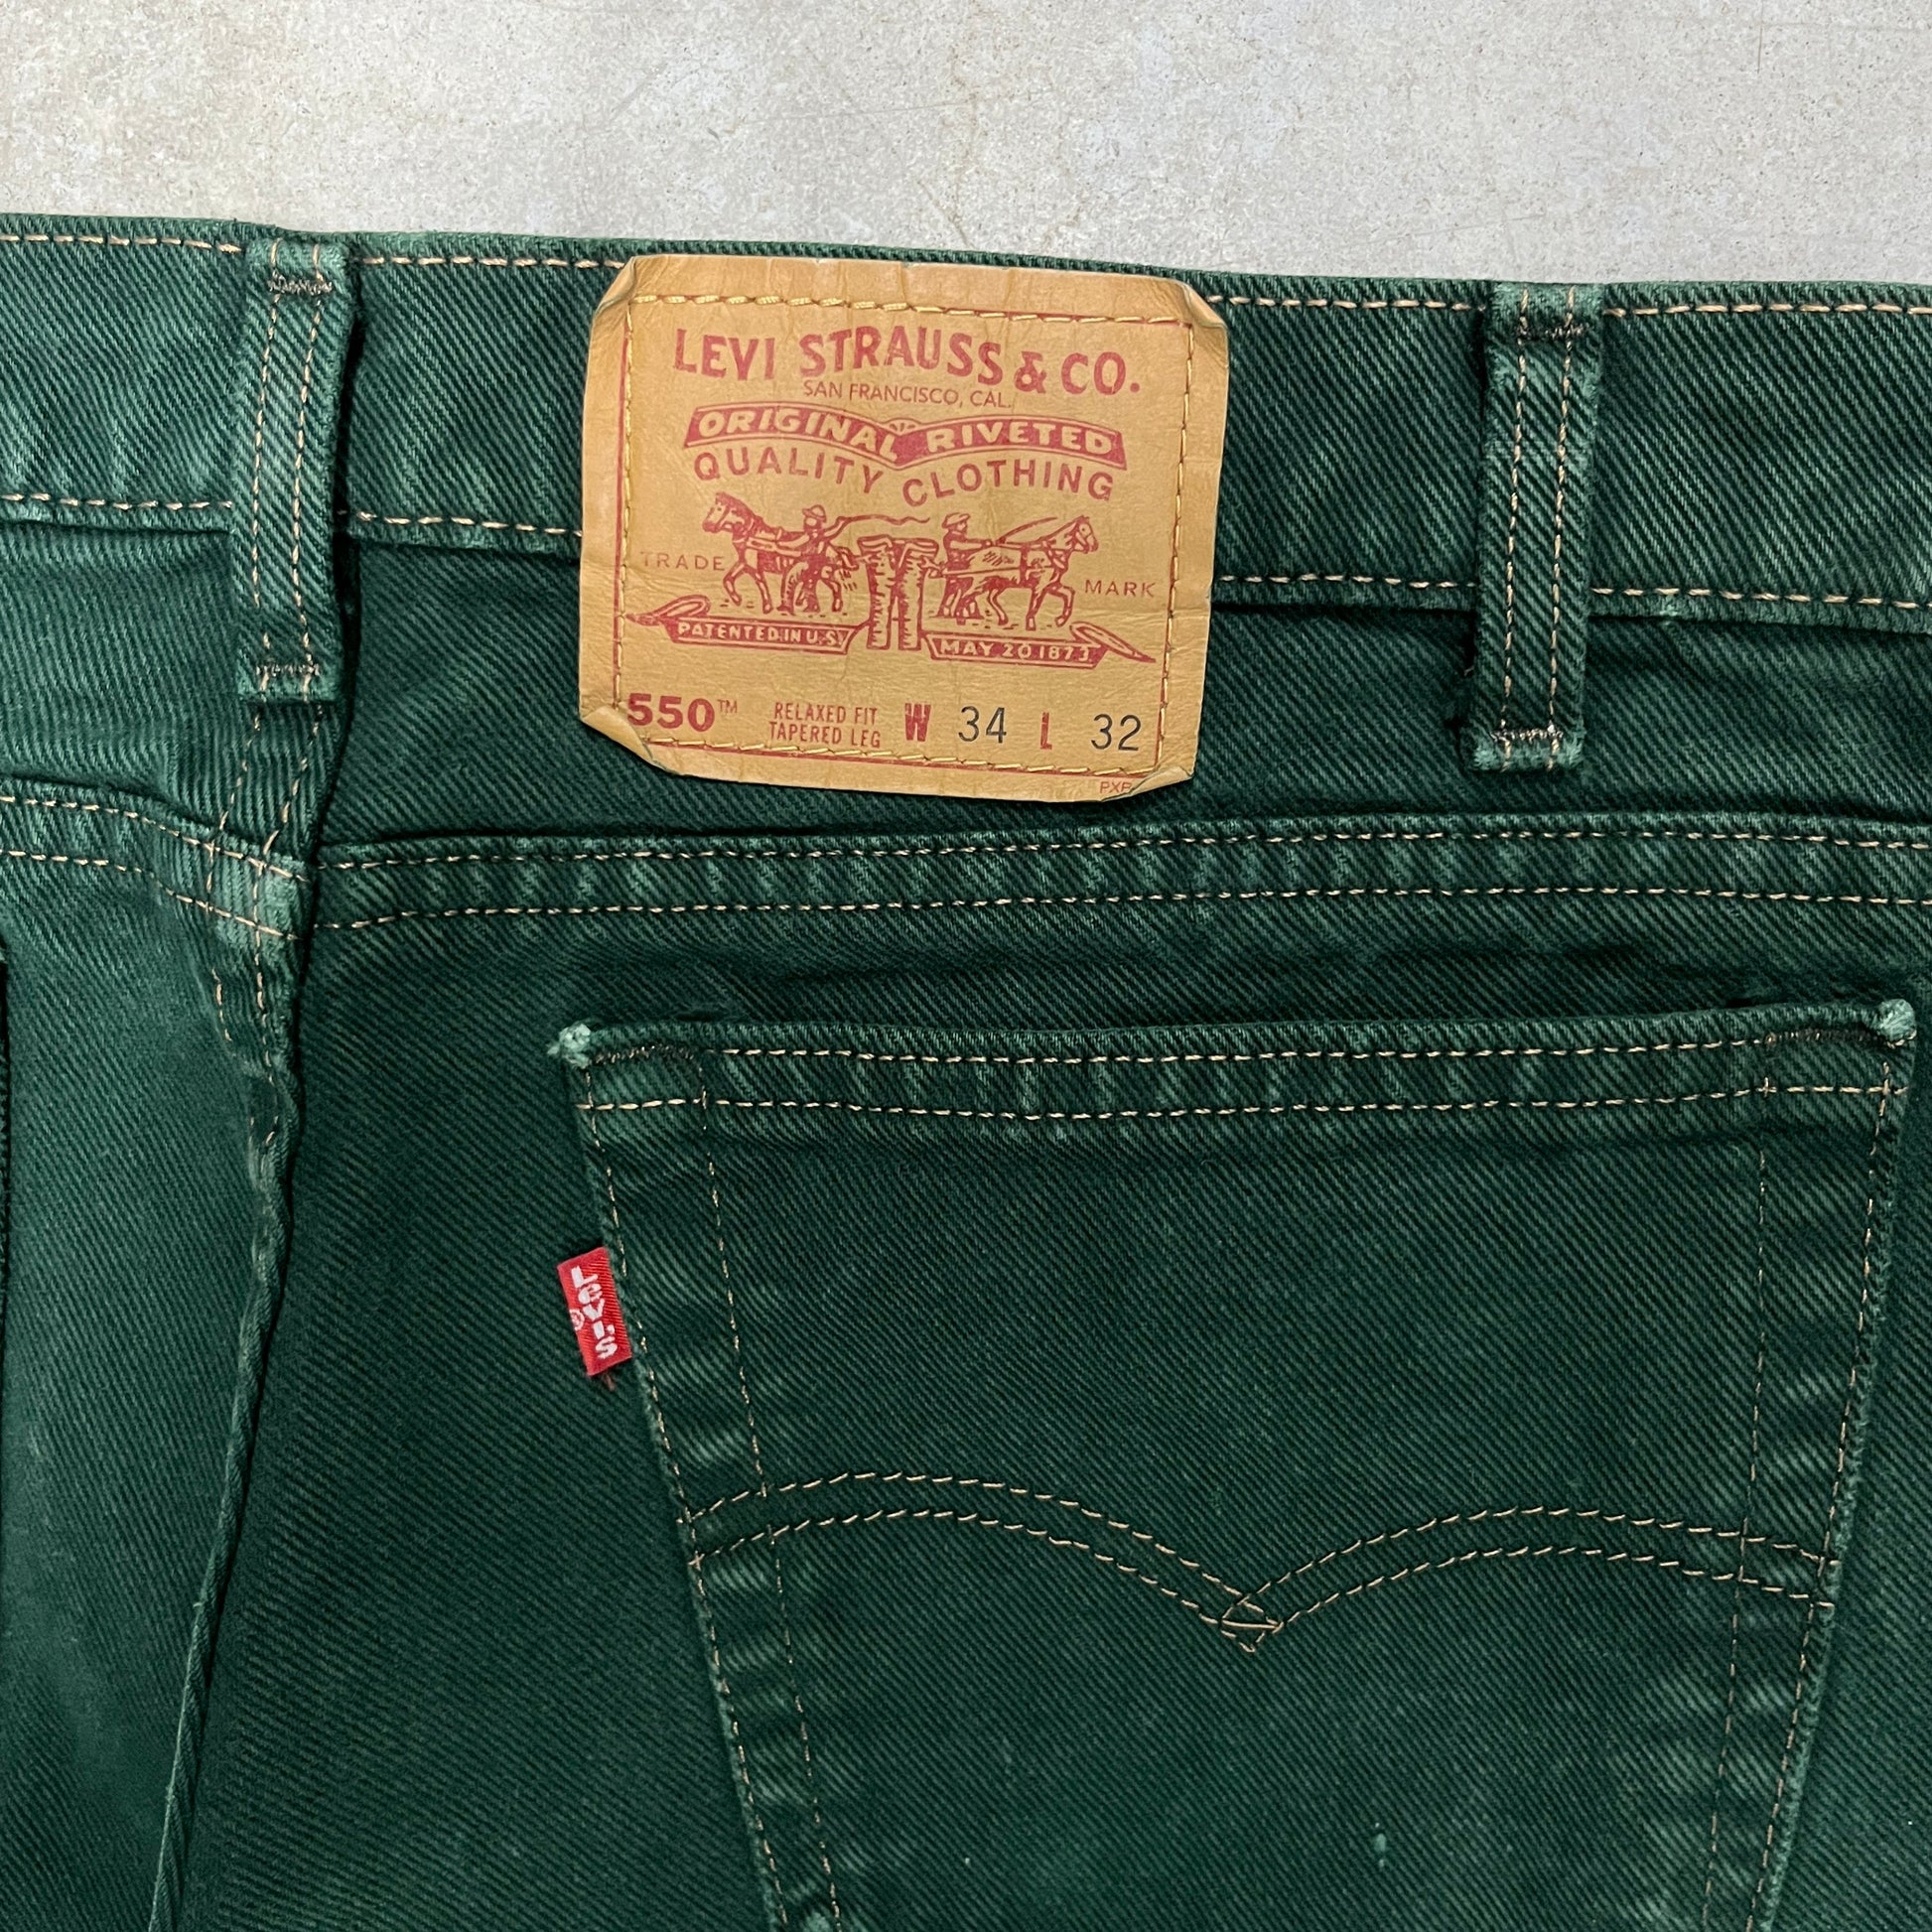 LEVI STRAUSS & CO.
SAN FRANCISCO, CAL.
ORIGINAL RIVETED
QUALITY CLOTHING
TRADE MARK
PATENTED IN U.S. MAY 20 1873
550™ RELAXED FIT W 34 L 32
TAPERED LEG
LEVI'S
®